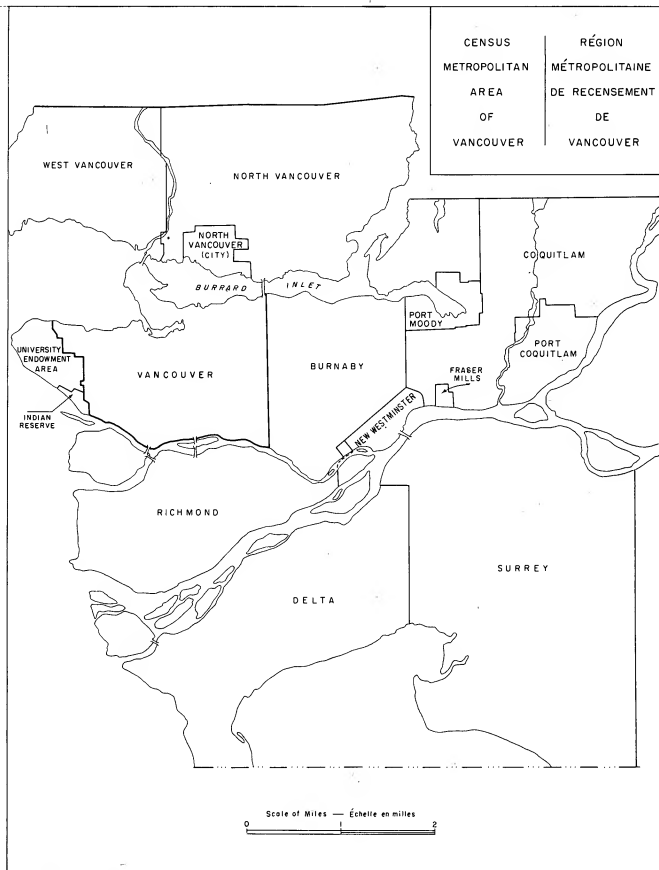 CENSUS
METROPOLITAN
AREA
OF
VANCOUVER
RÉGION
MÉTROPOLITAINE
DE RECENSEMENT
DE
VANCOUVER
WEST VANCOUVER
NORTH VANCOUVER
NORTH
VANCOUVER
(CITY)
BURRARD INLET
COQUITLAM
PORT
MOODY
PORT
COQUITLAM
UNIVERSITY
ENDOWMENT
AREA
VANCOUVER
BURNABY
FRASER
MILLS
INDIAN
RESERVE
NEW WESTMINSTER
RICHMOND
SURREY
DELTA
Scale of Miles — Échelle en milles
0 1 2